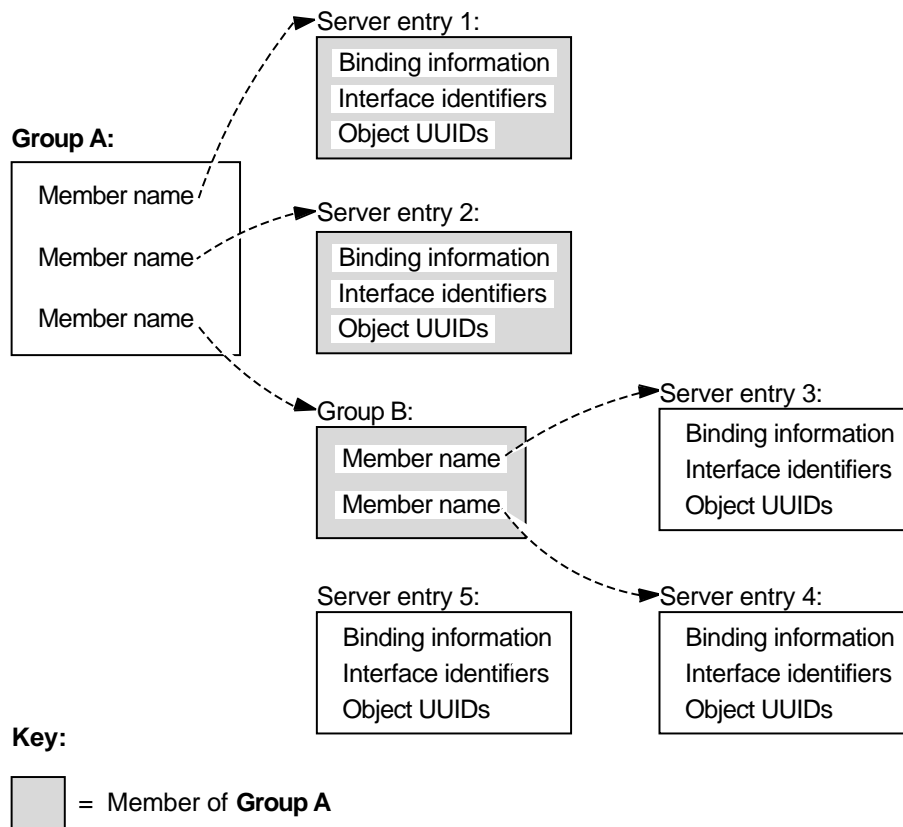 Server entry 1:
Binding information
Interface identifiers
Object UUIDs
Group A:
Member name
Member name
Member name
Server entry 2:
Binding information
Interface identifiers
Object UUIDs
Group B:
Member name
Member name
Server entry 3:
Binding information
Interface identifiers
Object UUIDs
Server entry 5:
Binding information
Interface identifiers
Object UUIDs
Server entry 4:
Binding information
Interface identifiers
Object UUIDs
Key:
= Member of Group A